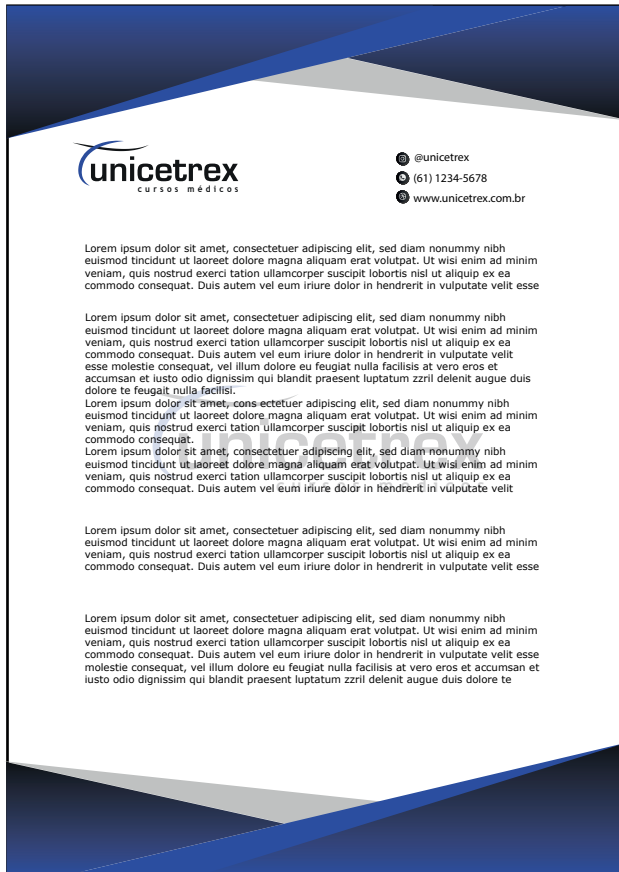 unicetrex
cursos médicos
@unicetrex
(61) 1234-5678
www.unicetrex.com.br
Lorem ipsum dolor sit amet, consectetuer adipiscing elit, sed diam nonummy nibh
euismod tincidunt ut laoreet dolore magna aliquam erat volutpat. Ut wisi enim ad minim
veniam, quis nostrud exerci tation ullamcorper suscipit lobortis nisl ut aliquip ex ea
commodo consequat. Duis autem vel eum iriure dolor in hendrerit in vulputate velit esse
Lorem ipsum dolor sit amet, consectetuer adipiscing elit, sed diam nonummy nibh
euismod tincidunt ut laoreet dolore magna aliquam erat volutpat. Ut wisi enim ad minim
veniam, quis nostrud exerci tation ullamcorper suscipit lobortis nisl ut aliquip ex ea
commodo consequat. Duis autem vel eum iriure dolor in hendrerit in vulputate velit
esse molestie consequat, vel illum dolore eu feugiat nulla facilisis at vero eros et
accumsan et iusto odio dignissim qui blandit praesent luptatum zzril delenit augue duis
dolore te feugait nulla facilisi.
Lorem ipsum dolor sit amet, cons ectetuer adipiscing elit, sed diam nonummy nibh
euismod tincidunt ut laoreet dolore magna aliquam erat volutpat. Ut wisi enim ad minim
veniam, quis nostrud exerci tation ullamcorper suscipit lobortis nisl ut aliquip ex ea
commodo consequat.
Lorem ipsum dolor sit amet, consectetuer adipiscing elit, sed diam nonummy nibh
euismod tincidunt ut laoreet dolore magna aliquam erat volutpat. Ut wisi enim ad minim
veniam, quis nostrud exerci tation ullamcorper suscipit lobortis nisl ut aliquip ex ea
commodo consequat. Duis autem vel eum iriure dolor in hendrerit in vulputate velit
unicetrex
cursos médicos
Lorem ipsum dolor sit amet, consectetuer adipiscing elit, sed diam nonummy nibh
euismod tincidunt ut laoreet dolore magna aliquam erat volutpat. Ut wisi enim ad minim
veniam, quis nostrud exerci tation ullamcorper suscipit lobortis nisl ut aliquip ex ea
commodo consequat. Duis autem vel eum iriure dolor in hendrerit in vulputate velit esse
Lorem ipsum dolor sit amet, consectetuer adipiscing elit, sed diam nonummy nibh
euismod tincidunt ut laoreet dolore magna aliquam erat volutpat. Ut wisi enim ad minim
veniam, quis nostrud exerci tation ullamcorper suscipit lobortis nisl ut aliquip ex ea
commodo consequat. Duis autem vel eum iriure dolor in hendrerit in vulputate velit esse
molestie consequat, vel illum dolore eu feugiat nulla facilisis at vero eros et accumsan et
iusto odio dignissim qui blandit praesent luptatum zzril delenit augue duis dolore te